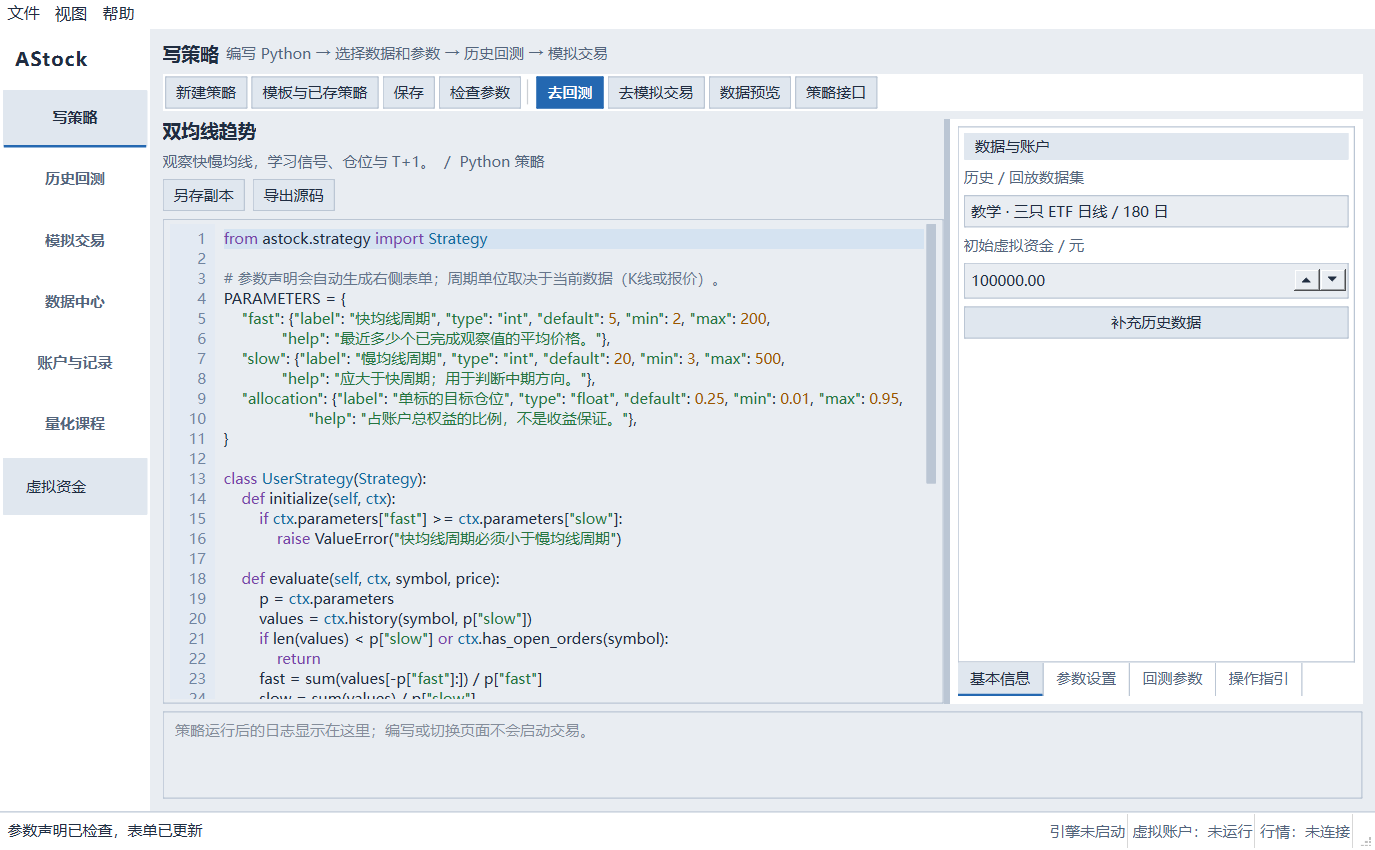 文件 视图 帮助
AStock
写策略
历史回测
模拟交易
数据中心
账户与记录
量化课程
虚拟资金
写策略 编写 Python → 选择数据和参数 → 历史回测 → 模拟交易
新建策略 模板与已存策略 保存 检查参数 去回测 去模拟交易 数据预览 策略接口
双均线趋势
观察快慢均线，学习信号、仓位与 T+1。 / Python 策略
另存副本 导出源码
1 from astock.strategy import Strategy
2
3 # 参数声明会自动生成右侧表单；周期单位取决于当前数据（K线或报价）。
4 PARAMETERS = {
5 "fast": {"label": "快均线周期", "type": "int", "default": 5, "min": 2, "max": 200,
6 "help": "最近多少个已完成观察值的平均价格。"},
7 "slow": {"label": "慢均线周期", "type": "int", "default": 20, "min": 3, "max": 500,
8 "help": "应大于快周期；用于判断中期方向。"},
9 "allocation": {"label": "单标的目标仓位", "type": "float", "default": 0.25, "min": 0.01, "max": 0.95,
10 "help": "占账户总权益的比例，不是收益保证。"},
11 }
12
13 class UserStrategy(Strategy):
14 def initialize(self, ctx):
15 if ctx.parameters["fast"] >= ctx.parameters["slow"]:
16 raise ValueError("快均线周期必须小于慢均线周期")
17
18 def evaluate(self, ctx, symbol, price):
19 p = ctx.parameters
20 values = ctx.history(symbol, p["slow"])
21 if len(values) < p["slow"] or ctx.has_open_orders(symbol):
22 return
23 fast = sum(values[-p["fast"]:]) / p["fast"]
24 slow = sum(values) / p["slow"]
数据与账户
历史 / 回放数据集
教学 · 三只 ETF 日线 / 180 日
初始虚拟资金 / 元
100000.00
补充历史数据
基本信息 参数设置 回测参数 操作指引
策略运行后的日志显示在这里；编写或切换页面不会启动交易。
参数声明已检查，表单已更新
引擎未启动 虚拟账户：未运行 行情：未连接